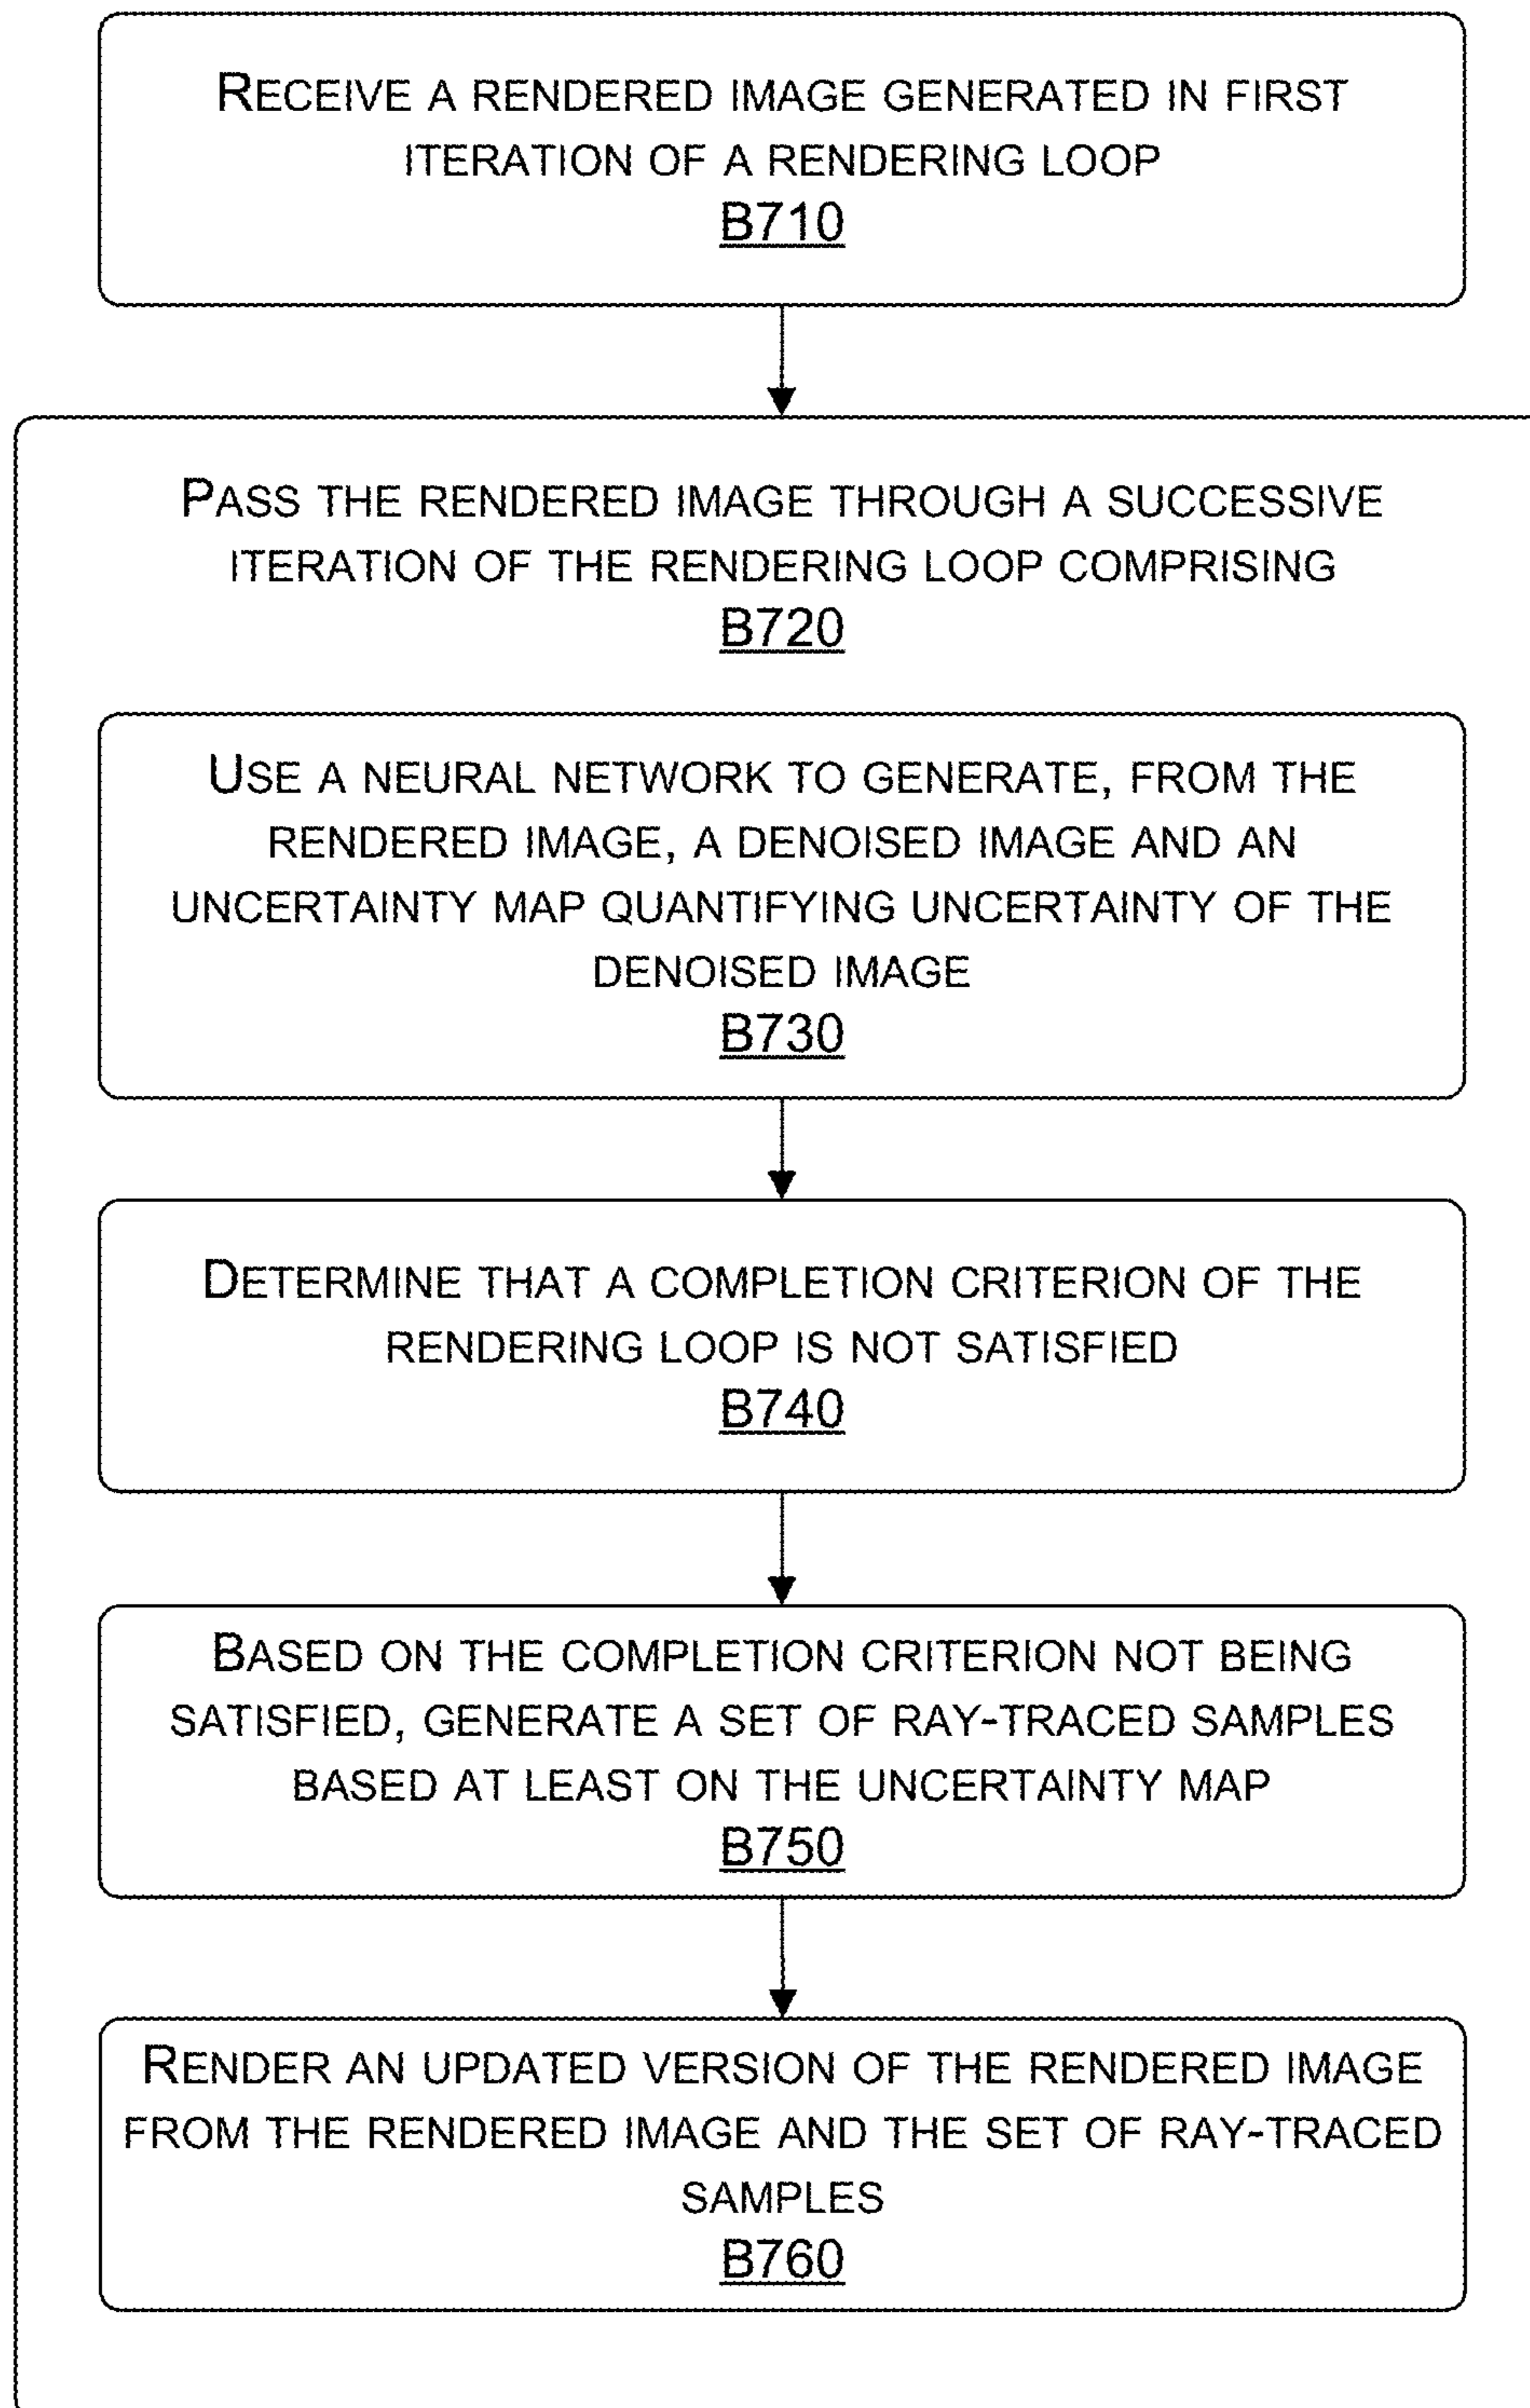 RECEIVE A RENDERED IMAGE GENERATED IN FIRST
ITERATION OF A RENDERING LOOP
B710
PASS THE RENDERED IMAGE THROUGH A SUCCESSIVE
ITERATION OF THE RENDERING LOOP COMPRISING
B720
USE A NEURAL NETWORK TO GENERATE, FROM THE
RENDERED IMAGE, A DENOISED IMAGE AND AN
UNCERTAINTY MAP QUANTIFYING UNCERTAINTY OF THE
DENOISED IMAGE
B730
DETERMINE THAT A COMPLETION CRITERION OF THE
RENDERING LOOP IS NOT SATISFIED
B740
BASED ON THE COMPLETION CRITERION NOT BEING
SATISFIED, GENERATE A SET OF RAY-TRACED SAMPLES
BASED AT LEAST ON THE UNCERTAINTY MAP
B750
RENDER AN UPDATED VERSION OF THE RENDERED IMAGE
FROM THE RENDERED IMAGE AND THE SET OF RAY-TRACED
SAMPLES
B760